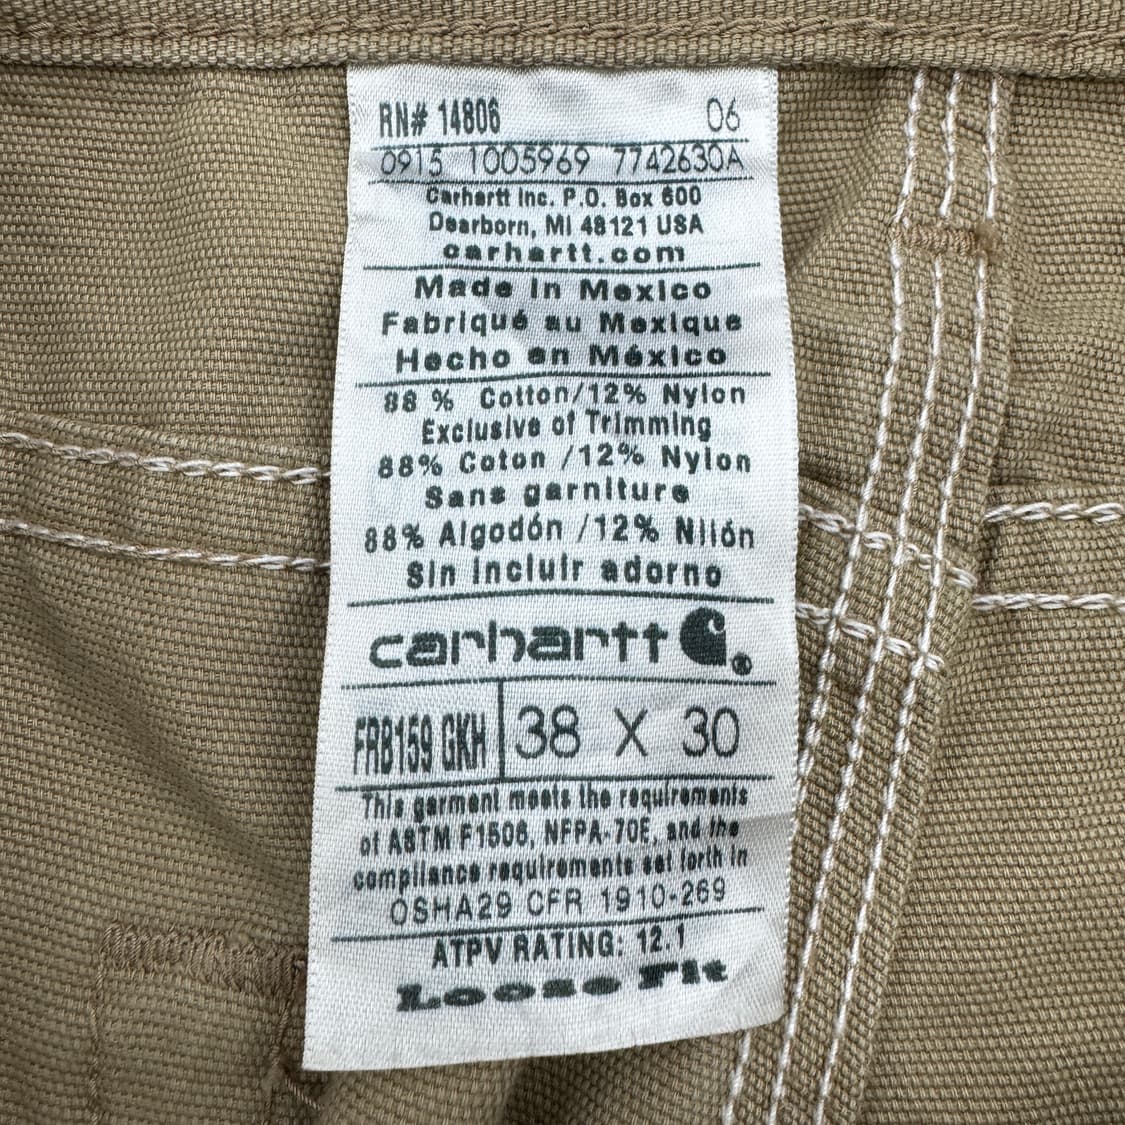 RN# 14806 06
0915 1005969 7742630A
Carhartt Inc. P.O. Box 600
Dearborn, MI 48121 USA
carhartt.com
Made In Mexico
Fabriqué au Mexique
Hecho en México
88 % Cotton/12% Nylon
Exclusive of Trimming
88% Coton /12% Nylon
Sans garniture
88% Algodón /12% Nilón
Sin incluir adorno
carhartt ®
FRB159 GKH 38 X 30
This garment meets the requirements
of ASTM F1506, NFPA-70E, and the
compliance requirements set forth in
OSHA29 CFR 1910-269
ATPV RATING: 12.1
Loose Fit